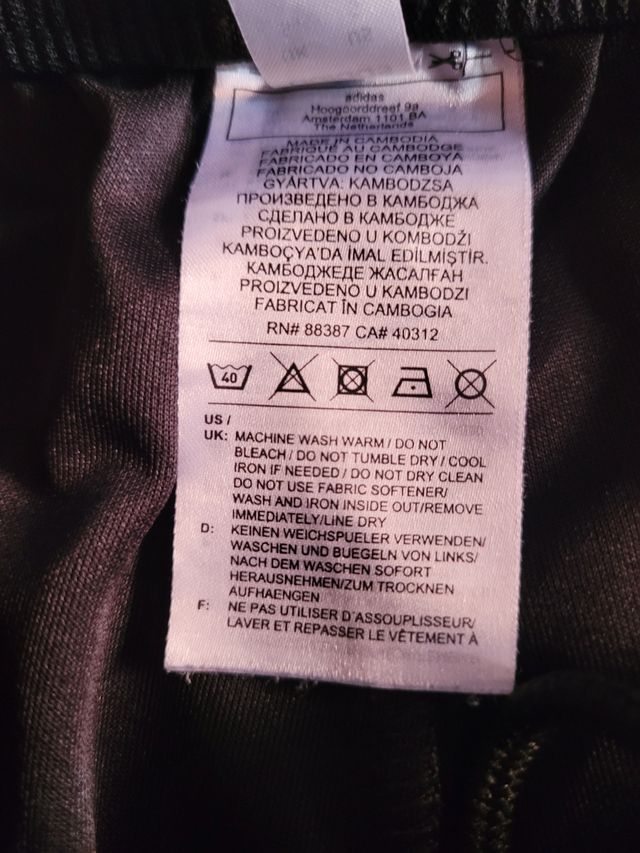 adidas
Hoogoorddreef 9a
Amsterdam 1101 BA
The Netherlands
MADE IN CAMBODIA
FABRIQUÉ AU CAMBODGE
FABRICADO EN CAMBOYA
FABRICADO NO CAMBOJA
GYÁRTVA: KAMBODZSA
ПРОИЗВЕДЕНО В КАМБОДЖА
СДЕЛАНО В КАМБОДЖЕ
PROIZVEDENO U KOMBODŽI
KAMBOÇYA'DA İMAL EDİLMİŞTİR.
КАМБОДЖЕДЕ ЖАСАЛҒАН
PROIZVEDENO U KAMBODZI
FABRICAT ÎN CAMBOGIA
RN# 88387 CA# 40312
40
US /
UK: MACHINE WASH WARM / DO NOT
BLEACH / DO NOT TUMBLE DRY / COOL
IRON IF NEEDED / DO NOT DRY CLEAN
DO NOT USE FABRIC SOFTENER/
WASH AND IRON INSIDE OUT/REMOVE
IMMEDIATELY/LINE DRY
D: KEINEN WEICHSPUELER VERWENDEN/
WASCHEN UND BUEGELN VON LINKS/
NACH DEM WASCHEN SOFORT
HERAUSNEHMEN/ZUM TROCKNEN
AUFHAENGEN
F: NE PAS UTILISER D'ASSOUPLISSEUR/
LAVER ET REPASSER LE VÊTEMENT À